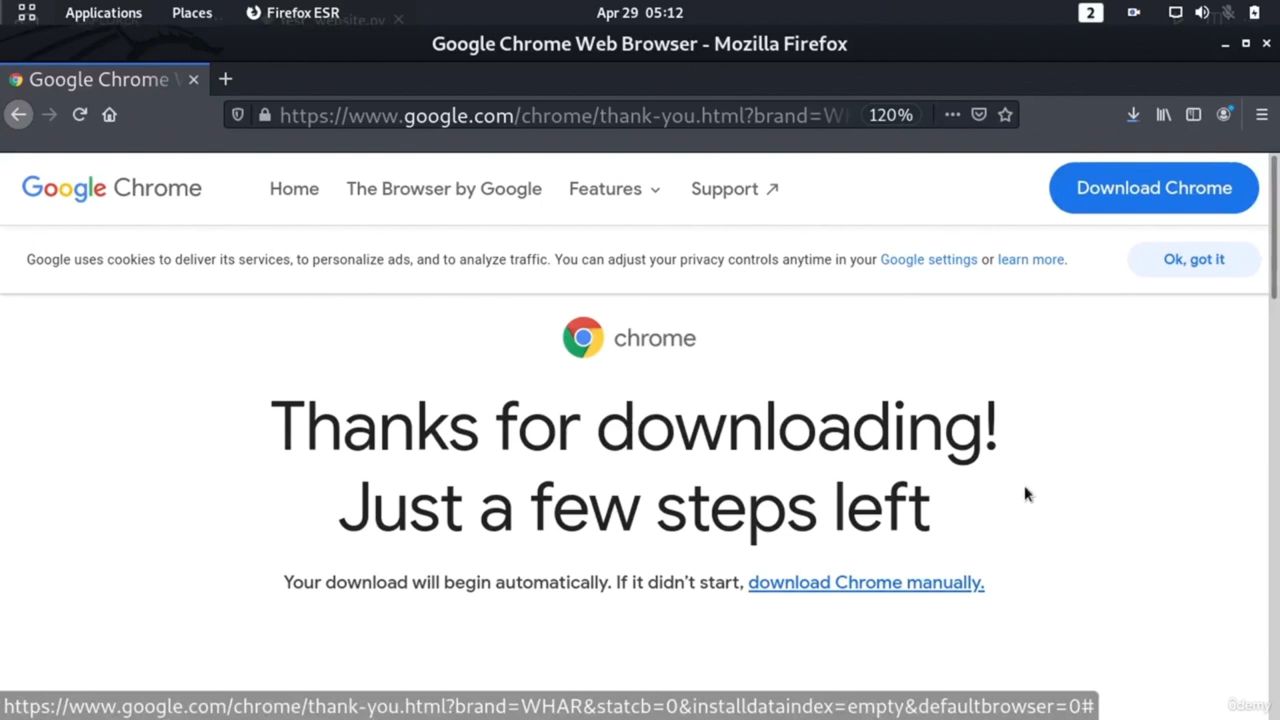 Applications Places Firefox ESR Apr 29 05:12 2
website.py
Google Chrome Web Browser - Mozilla Firefox
Google Chrome
https://www.google.com/chrome/thank-you.html?brand=WH 120%
Google Chrome Home The Browser by Google Features Support Download Chrome
Google uses cookies to deliver its services, to personalize ads, and to analyze traffic. You can adjust your privacy controls anytime in your Google settings or learn more. Ok, got it
chrome
Thanks for downloading!
Just a few steps left
Your download will begin automatically. If it didn't start, download Chrome manually.
https://www.google.com/chrome/thank-you.html?brand=WHAR&statcb=0&installdataindex=empty&defaultbrowser=0#
ûdemy